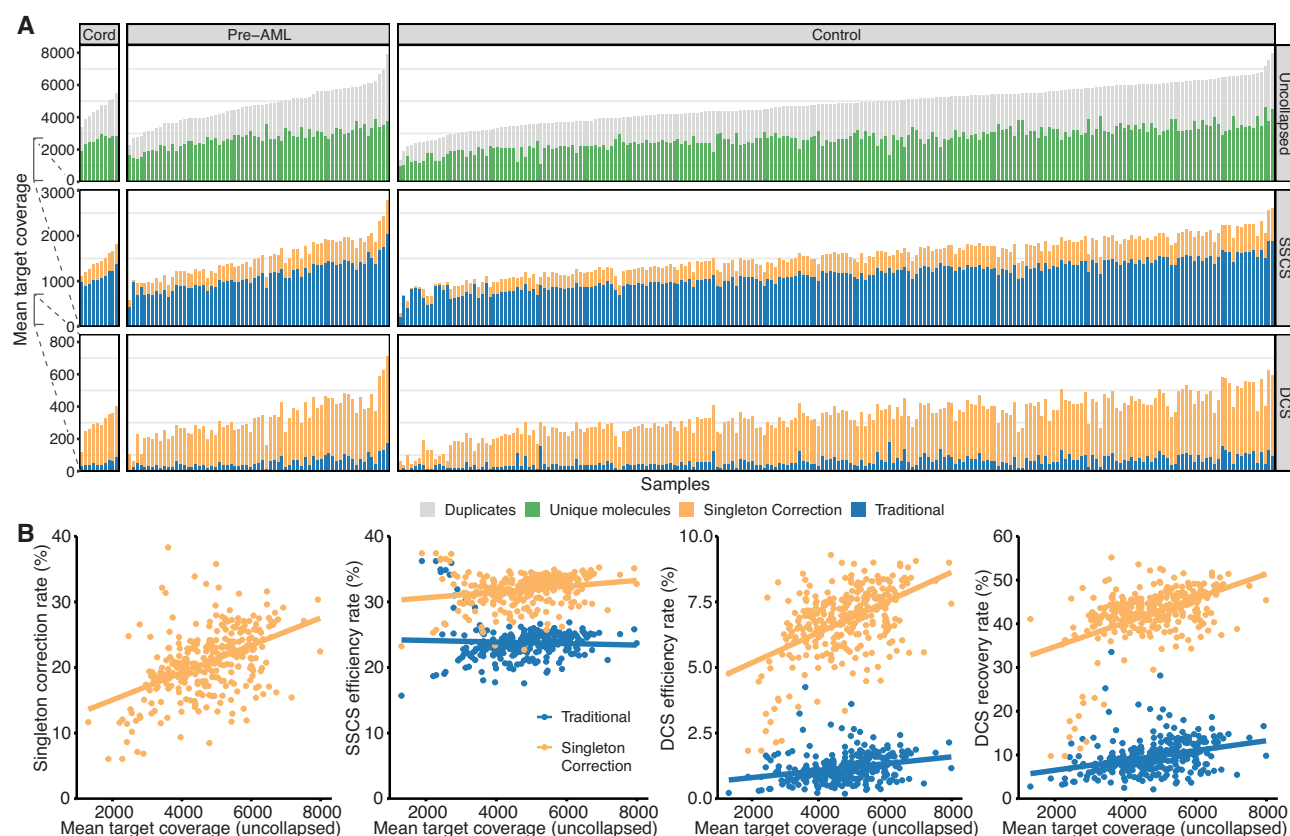 A
Cord
Pre−AML
Control
Mean target coverage
8000
6000
4000
2000
0
Uncollapsed
3000
2000
1000
0
SSCS
800
600
400
200
0
DCS
Samples
Duplicates
Unique molecules
Singleton Correction
Traditional
B
Singleton correction rate (%)
40
30
20
10
0
2000 4000 6000 8000
Mean target coverage (uncollapsed)
SSCS efficiency rate (%)
40
30
20
10
0
Traditional
Singleton
Correction
2000 4000 6000 8000
Mean target coverage (uncollapsed)
DCS efficiency rate (%)
10.0
7.5
5.0
2.5
0.0
2000 4000 6000 8000
Mean target coverage (uncollapsed)
DCS recovery rate (%)
60
50
40
30
20
10
0
2000 4000 6000 8000
Mean target coverage (uncollapsed)